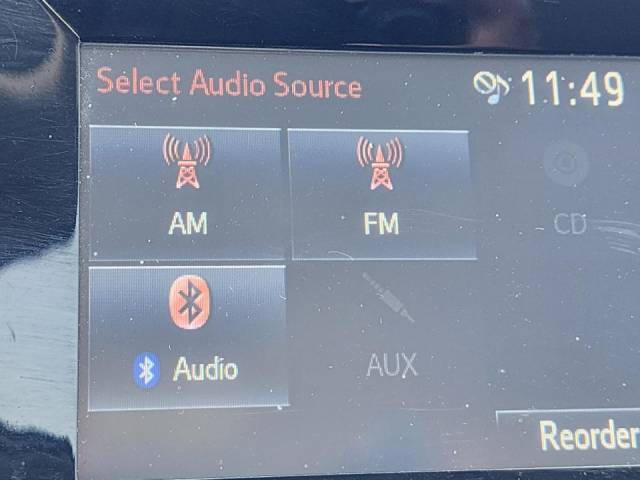 Select Audio Source
11:49
AM
FM
CD
Audio
AUX
Reorder